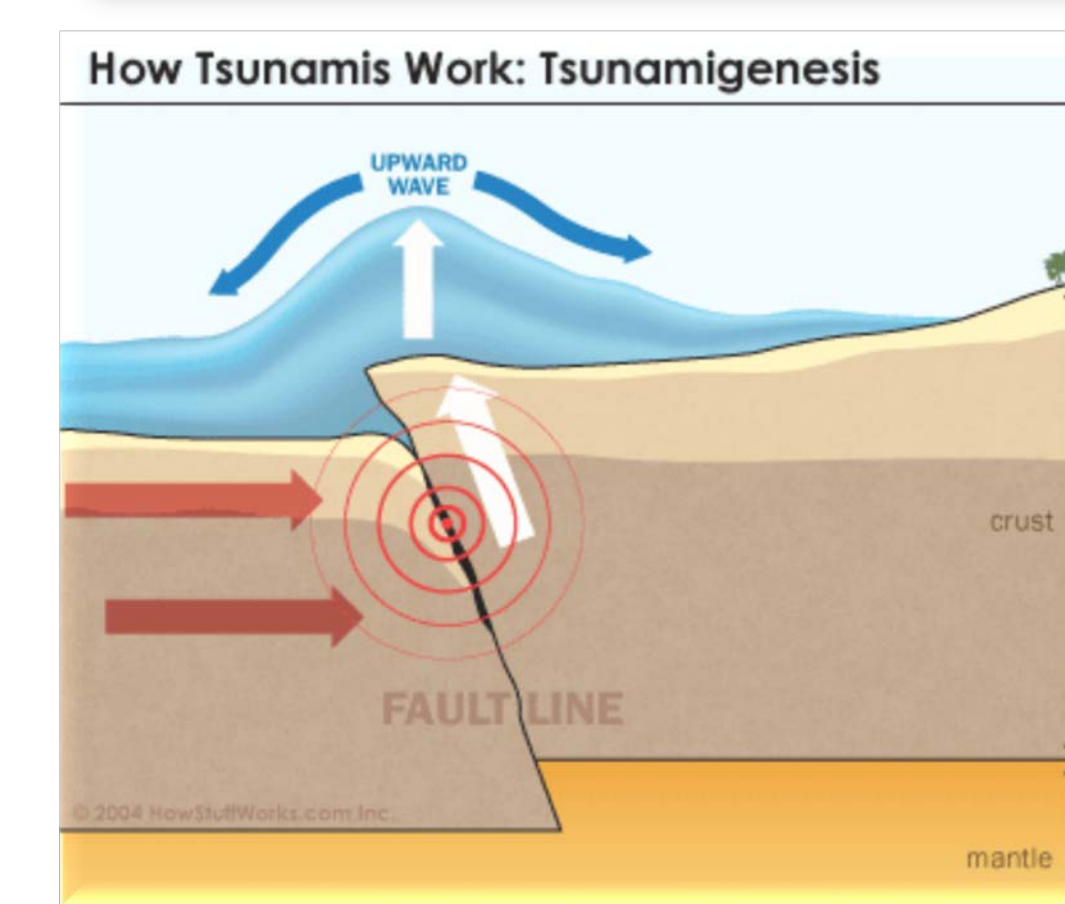 How Tsunamis Work: Tsunamigenesis
UPWARD
WAVE
crust
FAULT LINE
© 2004 HowStuffWorks.com Inc.
mantle